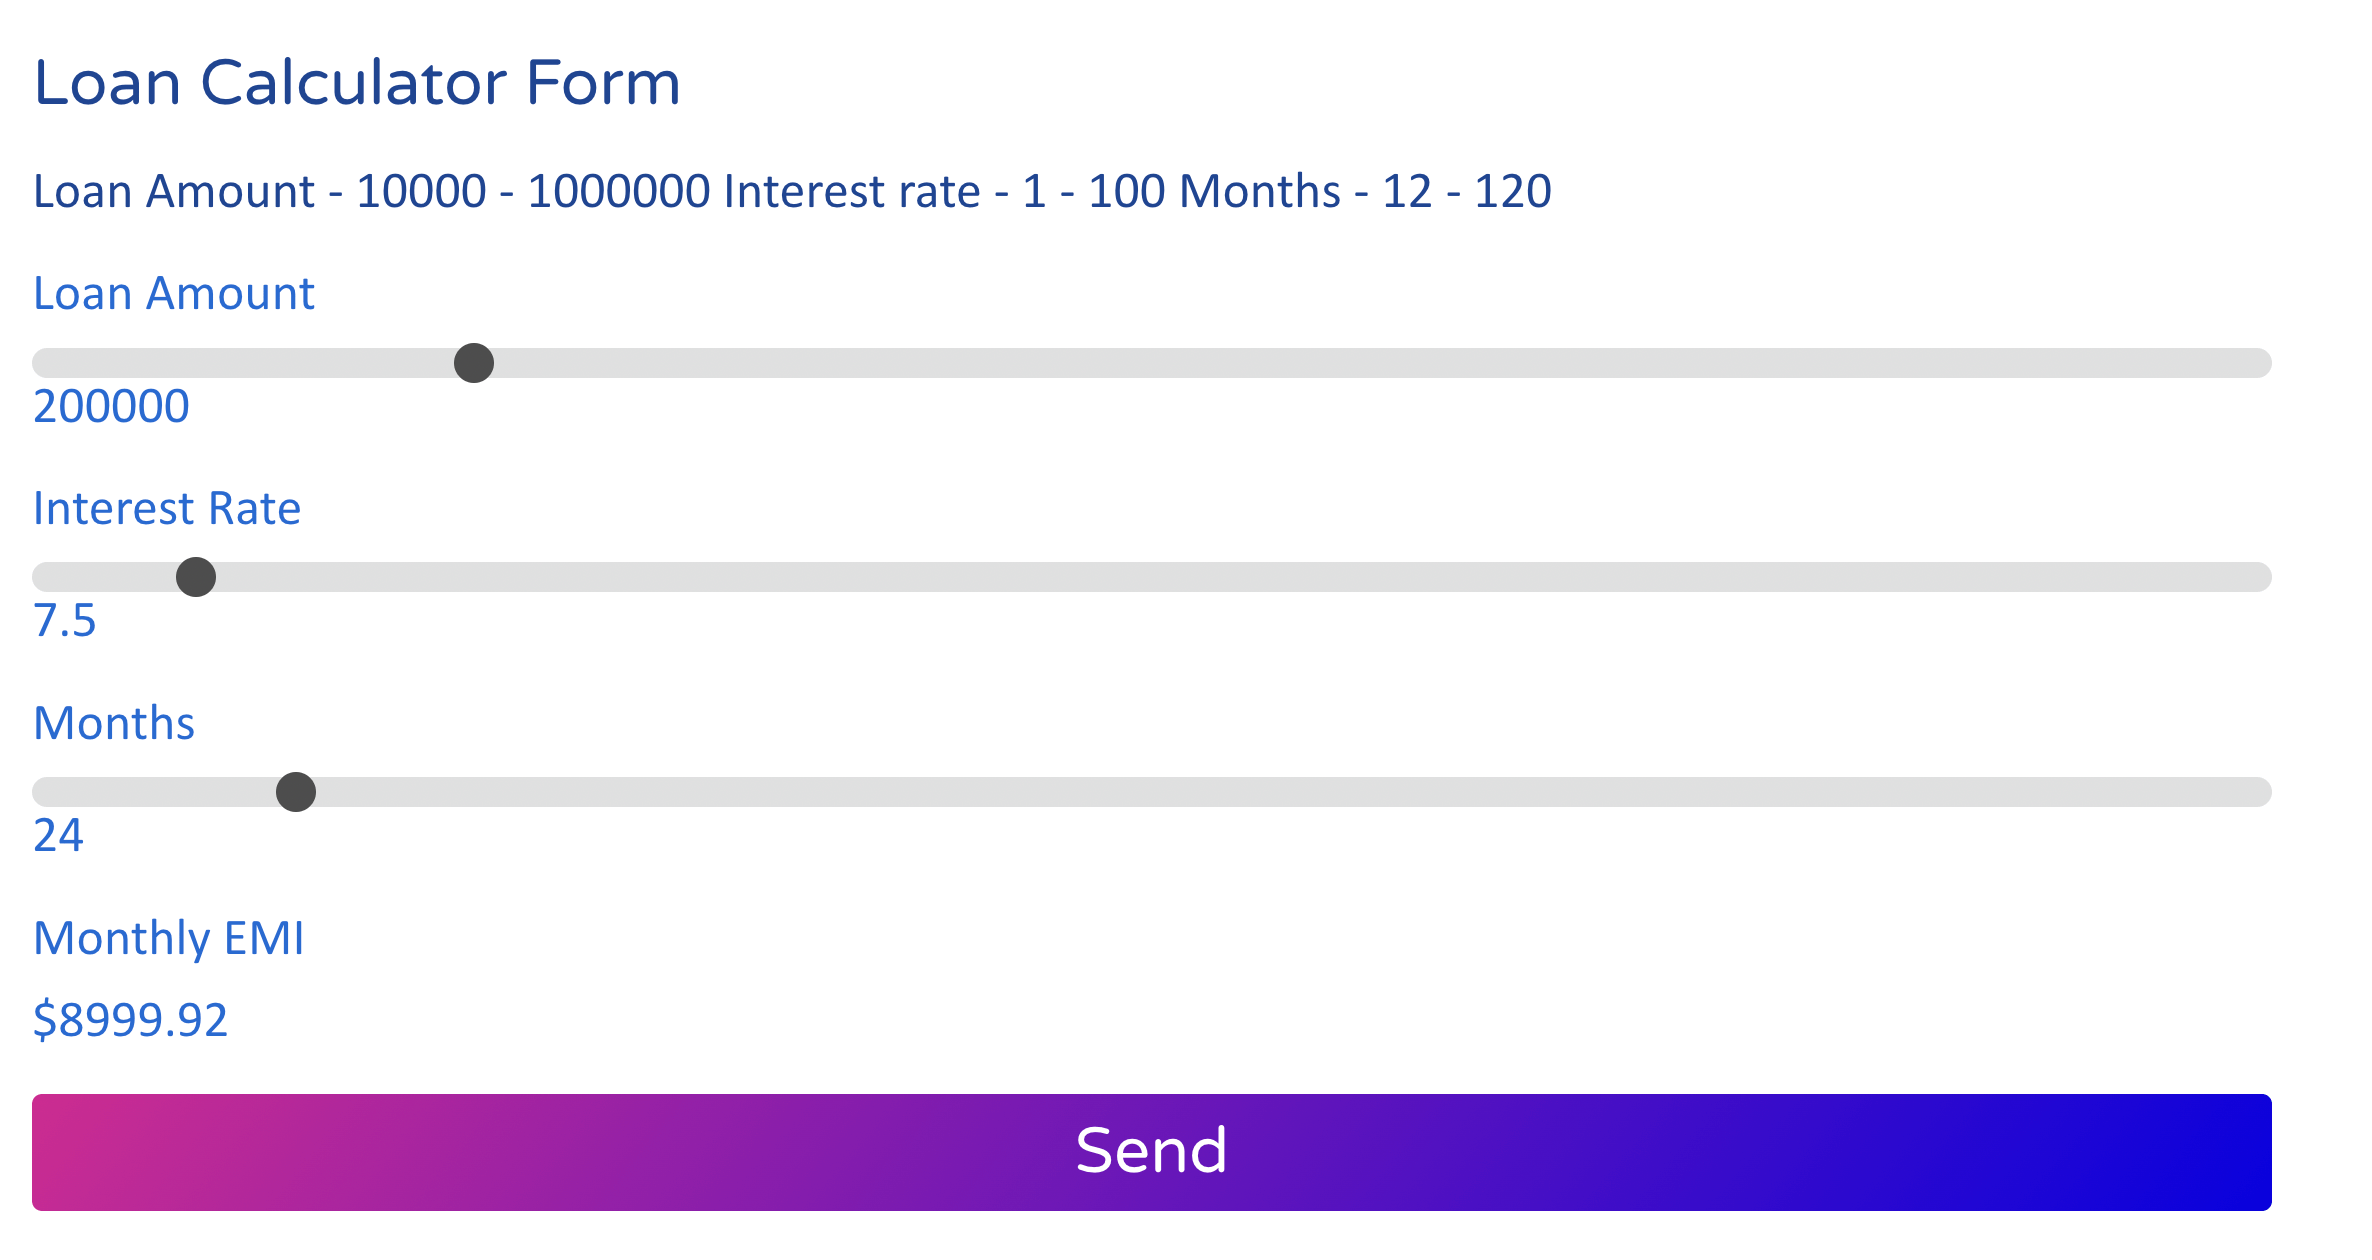 Loan Calculator Form
Loan Amount - 10000 - 1000000 Interest rate - 1 - 100 Months - 12 - 120
Loan Amount
200000
Interest Rate
7.5
Months
24
Monthly EMI
$8999.92
Send